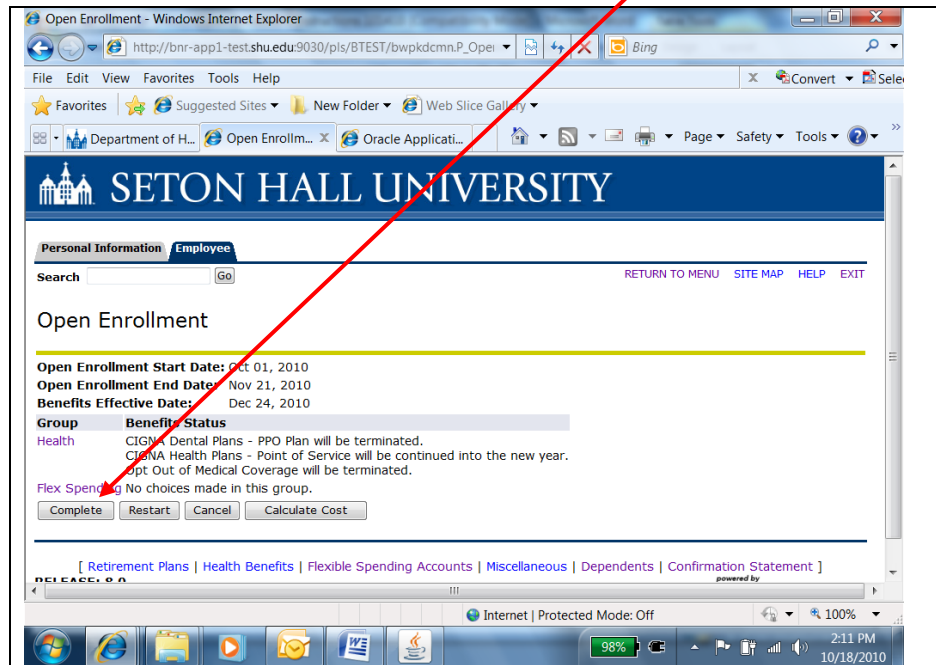 Open Enrollment - Windows Internet Explorer
http://bnr-app1-test.shu.edu:9030/pls/BTEST/bwpkdcmn.P_Oper Bing
File Edit View Favorites Tools Help X Convert Sele
Favorites Suggested Sites New Folder Web Slice Gallery
Department of H... Open Enrollm... X Oracle Applicati... Page Safety Tools
SETON HALL UNIVERSITY
Personal Information Employee
Search Go RETURN TO MENU SITE MAP HELP EXIT
Open Enrollment
Open Enrollment Start Date: Oct 01, 2010
Open Enrollment End Date: Nov 21, 2010
Benefits Effective Date: Dec 24, 2010
Group Benefits Status
Health CIGNA Dental Plans - PPO Plan will be terminated.
CIGNA Health Plans - Point of Service will be continued into the new year.
Opt Out of Medical Coverage will be terminated.
Flex Spending No choices made in this group.
Complete Restart Cancel Calculate Cost
[ Retirement Plans | Health Benefits | Flexible Spending Accounts | Miscellaneous | Dependents | Confirmation Statement ]
RELEASE: 8.0 powered by
Internet | Protected Mode: Off 100%
98% 2:11 PM
10/18/2010